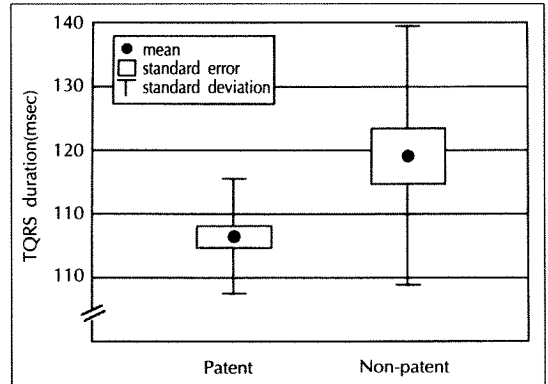 140
mean
standard error
standard deviation
130
120
110
110
TQRS duration(msec)
Patent
Non-patent